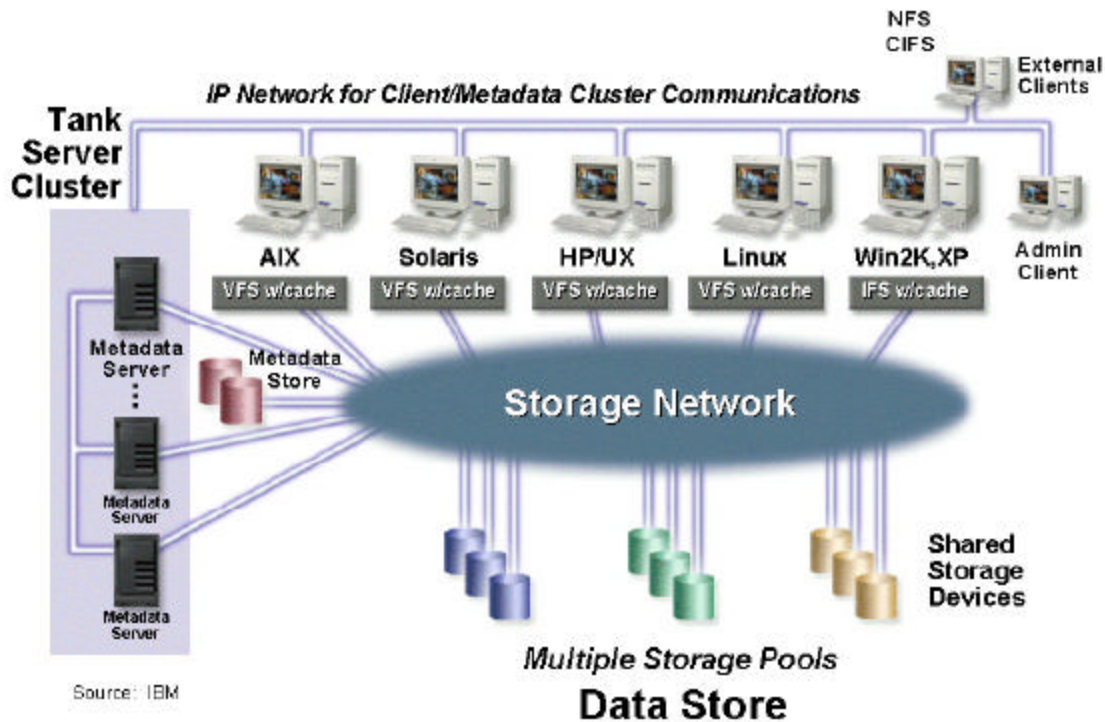 NFS
CIFS
External
Clients
IP Network for Client/Metadata Cluster Communications
Tank
Server
Cluster
AIX
Solaris
HP/UX
Linux
Win2K,XP
Admin
Client
VFS w/cache
VFS w/cache
VFS w/cache
VFS w/cache
IFS w/cache
Metadata
Server
Metadata
Store
Storage Network
Metadata
Server
Metadata
Server
Shared
Storage
Devices
Multiple Storage Pools
Data Store
Source: IBM